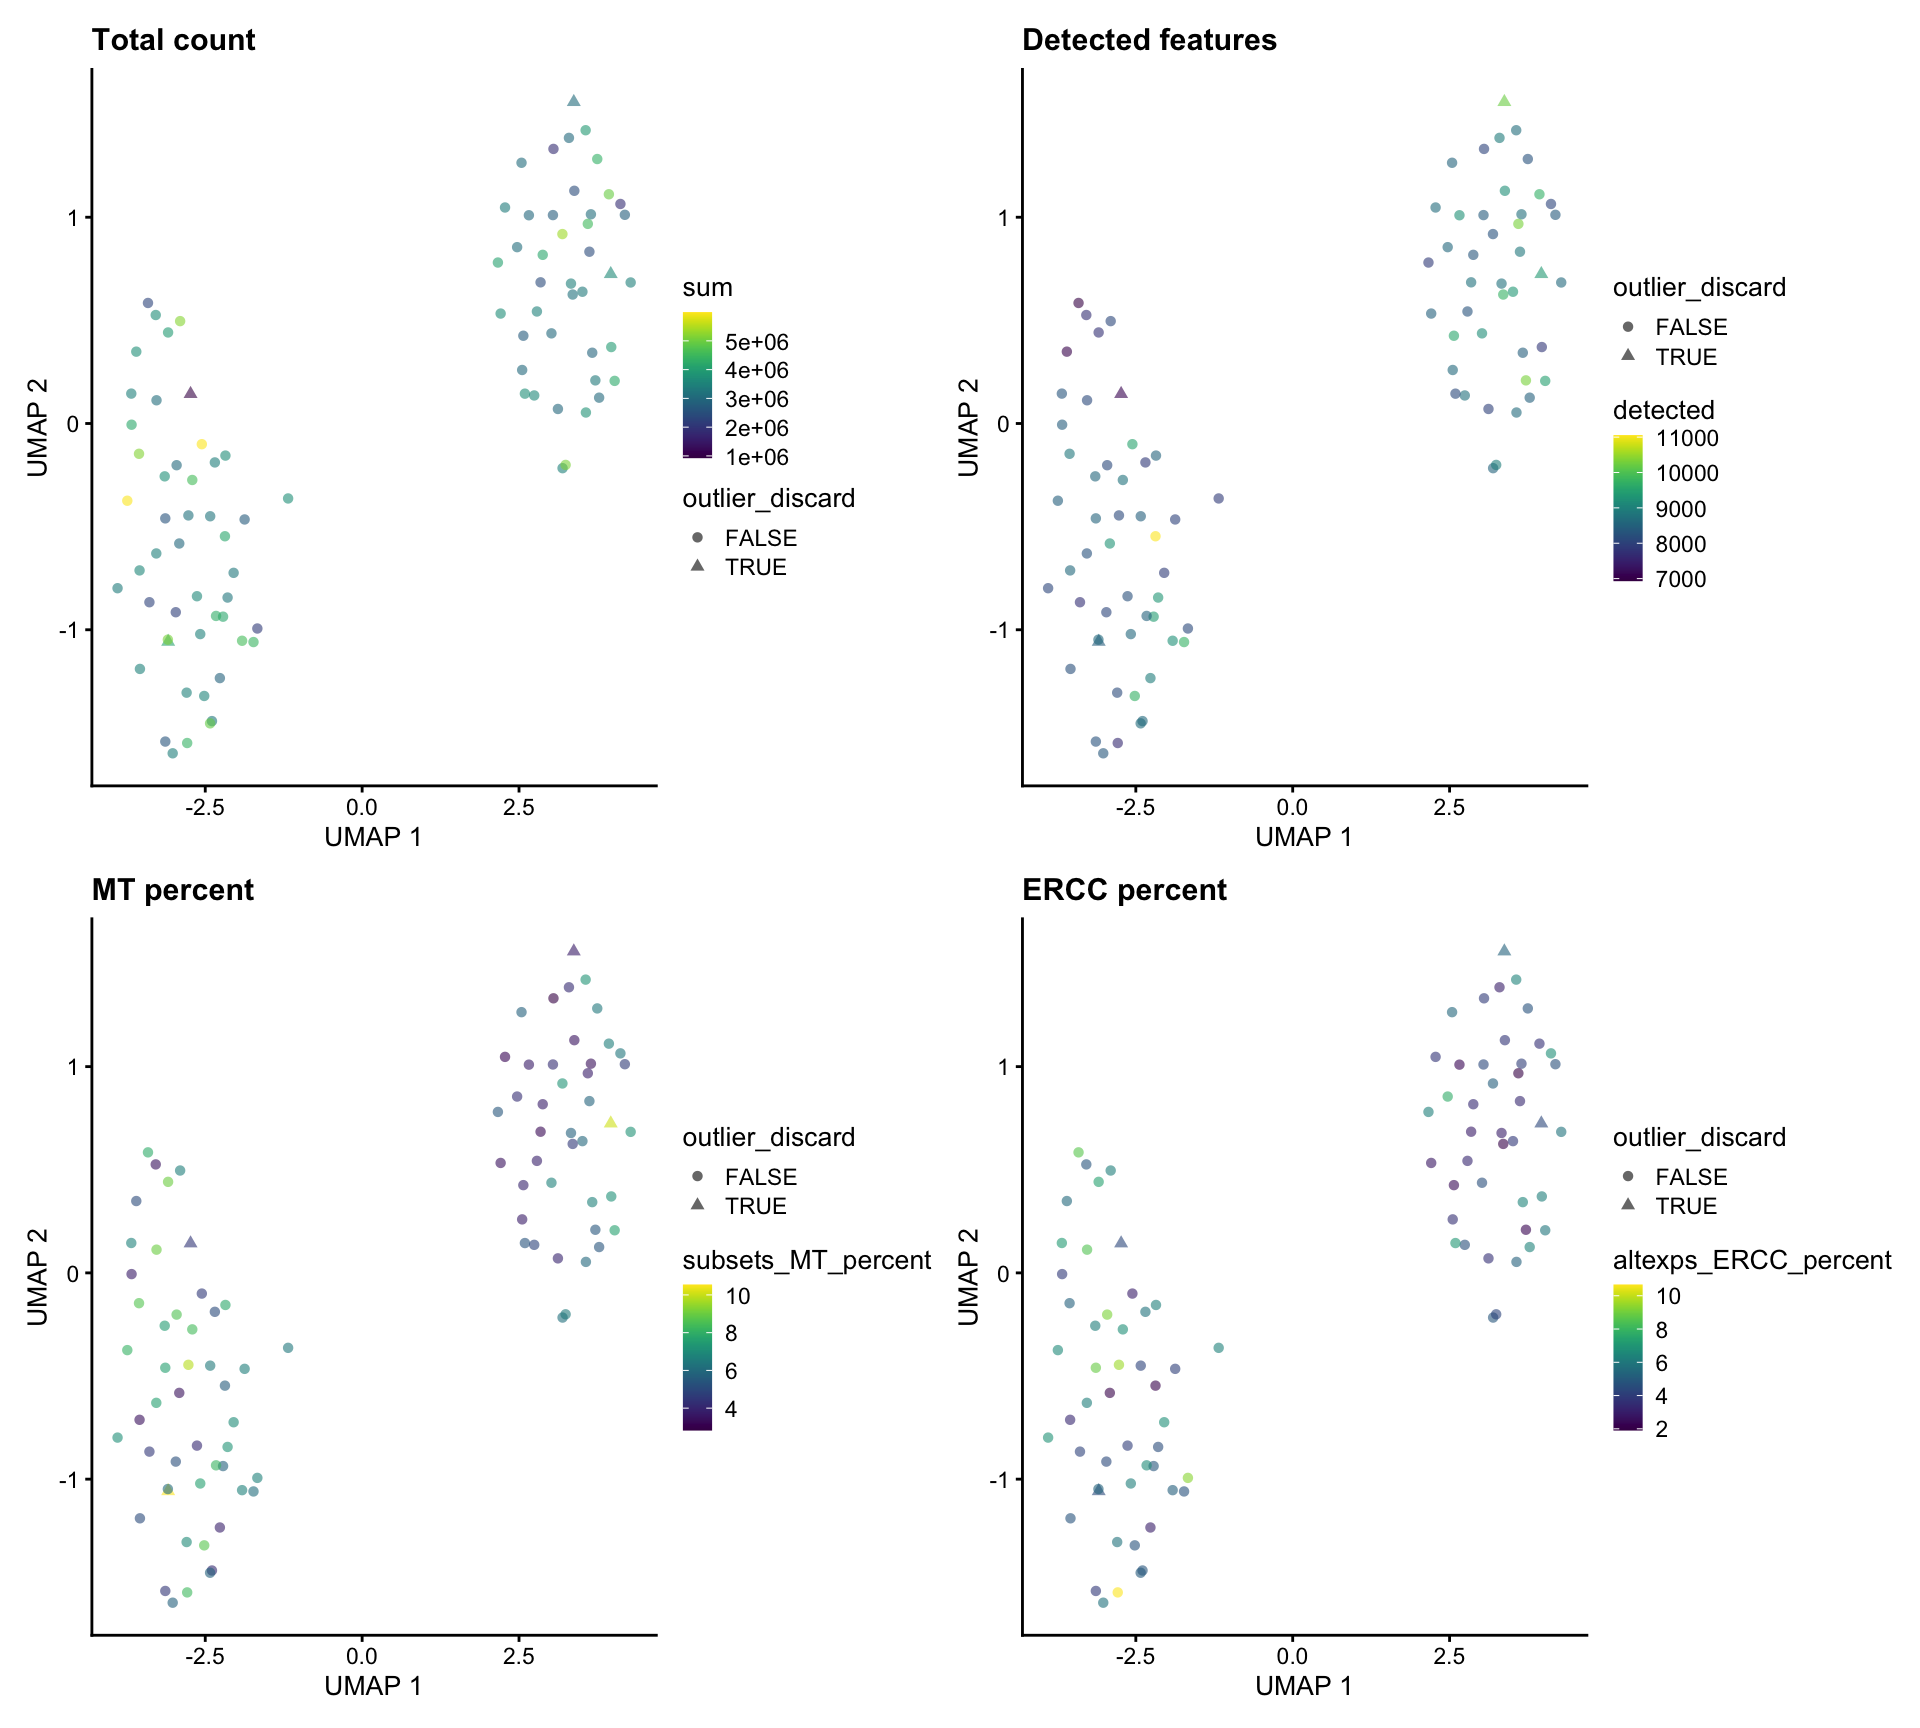 Total count
UMAP 2
1
0
-1
-2.5 0.0 2.5
UMAP 1
sum
5e+06
4e+06
3e+06
2e+06
1e+06
outlier_discard
FALSE
TRUE
Detected features
UMAP 2
1
0
-1
-2.5 0.0 2.5
UMAP 1
outlier_discard
FALSE
TRUE
detected
11000
10000
9000
8000
7000
MT percent
UMAP 2
1
0
-1
-2.5 0.0 2.5
UMAP 1
outlier_discard
FALSE
TRUE
subsets_MT_percent
10
8
6
4
ERCC percent
UMAP 2
1
0
-1
-2.5 0.0 2.5
UMAP 1
outlier_discard
FALSE
TRUE
altexps_ERCC_percent
10
8
6
4
2